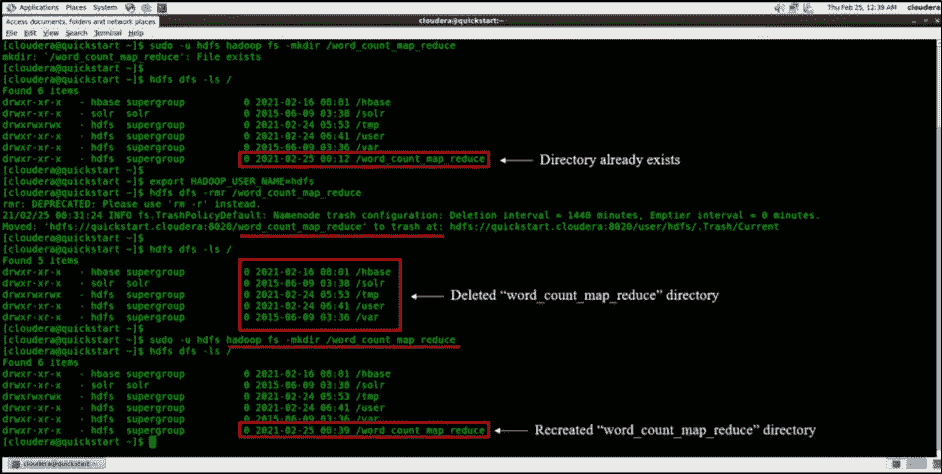 Applications Places System
Thu Feb 25, 12:39 AM cloudera
Access documents, folders and network places
cloudera@quickstart:~
File Edit View Search Terminal Help
[cloudera@quickstart ~]$ sudo -u hdfs hadoop fs -mkdir /word_count_map_reduce
mkdir: '/word_count_map_reduce': File exists
[cloudera@quickstart ~]$
[cloudera@quickstart ~]$ hdfs dfs -ls /
Found 6 items
drwxr-xr-x - hbase supergroup 0 2021-02-16 08:01 /hbase
drwxr-xr-x - solr solr 0 2015-06-09 03:38 /solr
drwxrwxrwx - hdfs supergroup 0 2021-02-24 05:53 /tmp
drwxr-xr-x - hdfs supergroup 0 2021-02-24 06:41 /user
drwxr-xr-x - hdfs supergroup 0 2015-06-09 03:36 /var
drwxr-xr-x - hdfs supergroup 0 2021-02-25 00:12 /word_count_map_reduce
Directory already exists
[cloudera@quickstart ~]$
[cloudera@quickstart ~]$ export HADOOP_USER_NAME=hdfs
[cloudera@quickstart ~]$ hdfs dfs -rmr /word_count_map_reduce
rmr: DEPRECATED: Please use 'rm -r' instead.
21/02/25 00:31:24 INFO fs.TrashPolicyDefault: Namenode trash configuration: Deletion interval = 1440 minutes, Emptier interval = 0 minutes.
Moved: 'hdfs://quickstart.cloudera:8020/word_count_map_reduce' to trash at: hdfs://quickstart.cloudera:8020/user/hdfs/.Trash/Current
[cloudera@quickstart ~]$
[cloudera@quickstart ~]$ hdfs dfs -ls /
Found 5 items
drwxr-xr-x - hbase supergroup 0 2021-02-16 08:01 /hbase
drwxr-xr-x - solr solr 0 2015-06-09 03:38 /solr
drwxrwxrwx - hdfs supergroup 0 2021-02-24 05:53 /tmp
drwxr-xr-x - hdfs supergroup 0 2021-02-24 06:41 /user
drwxr-xr-x - hdfs supergroup 0 2015-06-09 03:36 /var
Deleted “word_count_map_reduce” directory
[cloudera@quickstart ~]$
[cloudera@quickstart ~]$ sudo -u hdfs hadoop fs -mkdir /word_count_map_reduce
[cloudera@quickstart ~]$ hdfs dfs -ls /
Found 6 items
drwxr-xr-x - hbase supergroup 0 2021-02-16 08:01 /hbase
drwxr-xr-x - solr solr 0 2015-06-09 03:38 /solr
drwxrwxrwx - hdfs supergroup 0 2021-02-24 05:53 /tmp
drwxr-xr-x - hdfs supergroup 0 2021-02-24 06:41 /user
drwxr-xr-x - hdfs supergroup 0 2015-06-09 03:36 /var
drwxr-xr-x - hdfs supergroup 0 2021-02-25 00:39 /word_count_map_reduce
Recreated “word_count_map_reduce” directory
[cloudera@quickstart ~]$
cloudera@quickstart:~